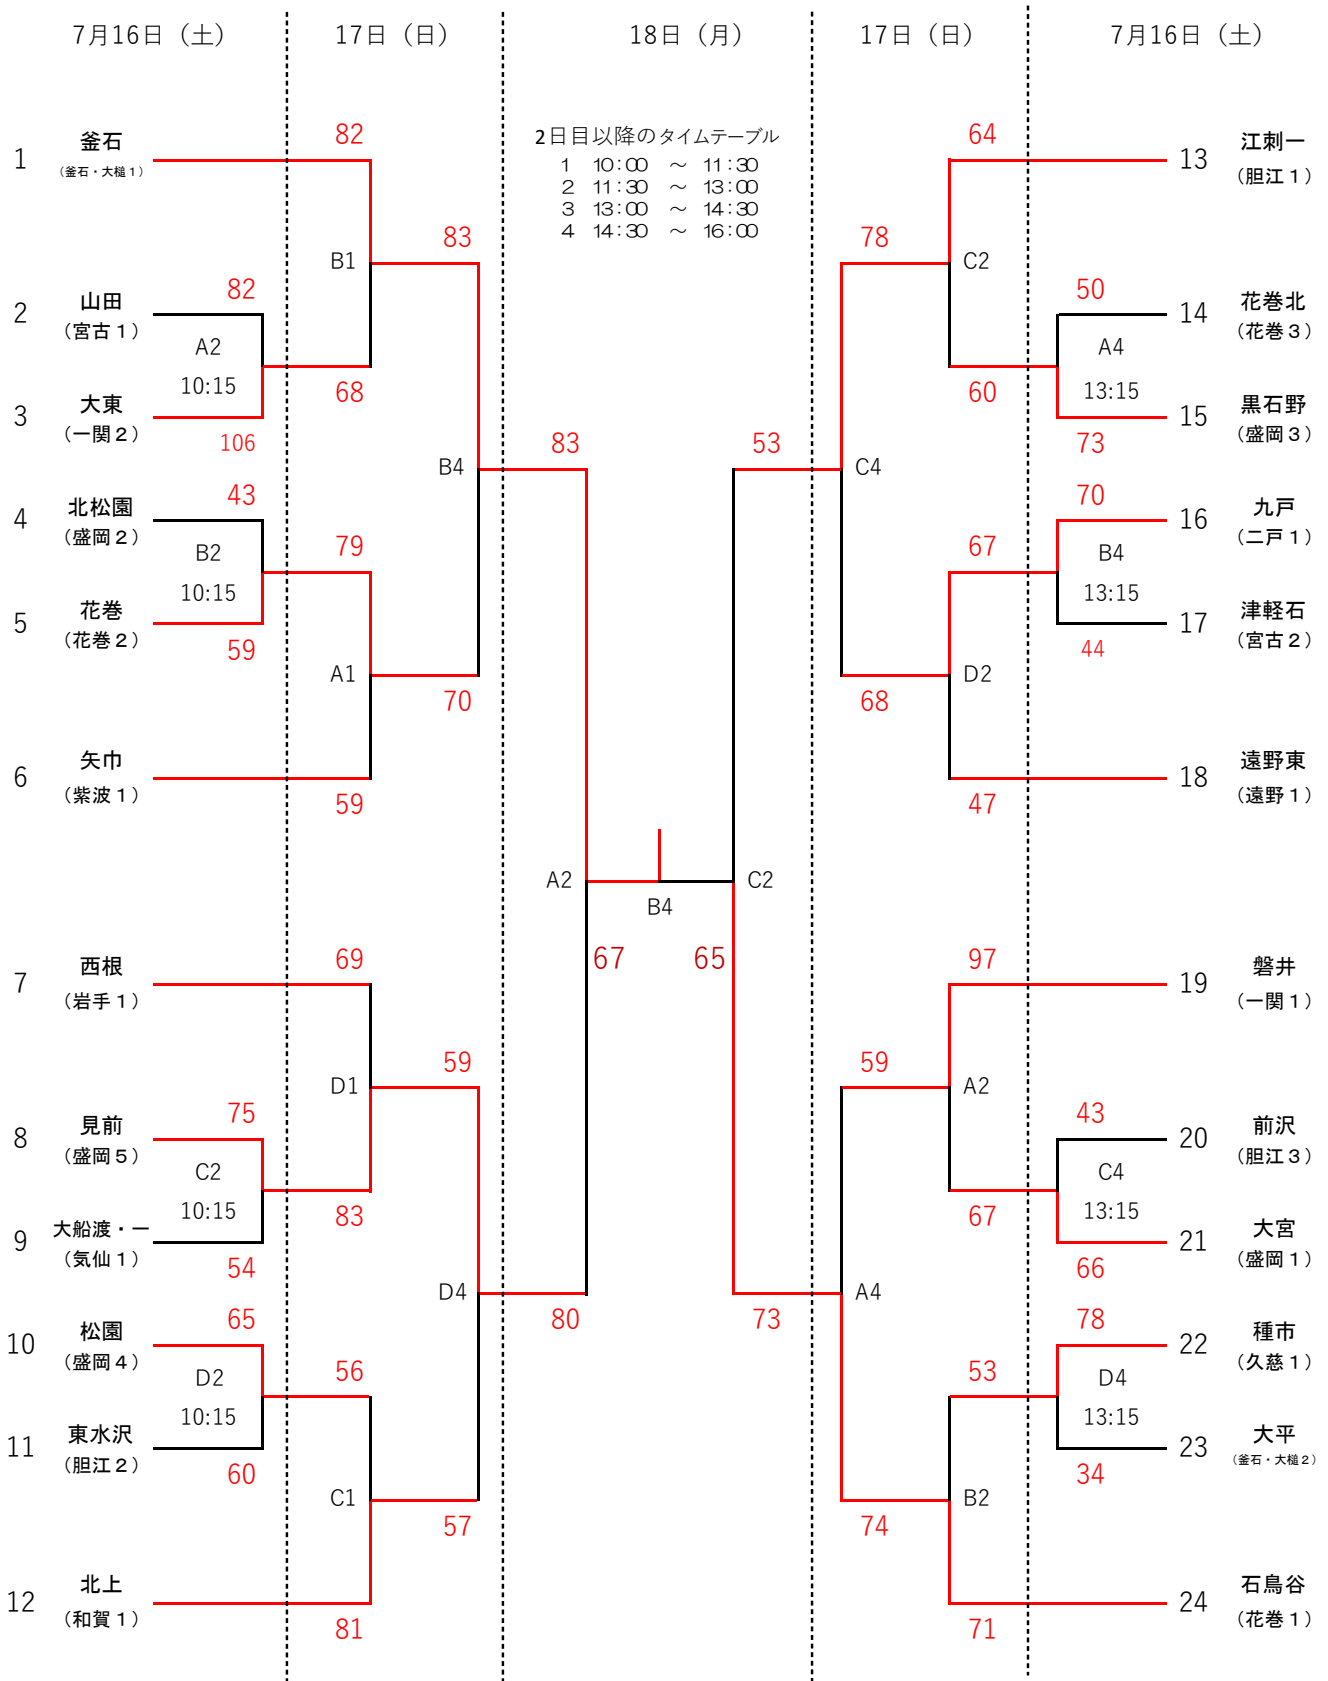 7月16日（土）
17日（日）
18日（月）
17日（日）
7月16日（土）
2日目以降のタイムテーブル
1 10:00 ～ 11:30
2 11:30 ～ 13:00
3 13:00 ～ 14:30
4 14:30 ～ 16:00
1
釜石
（釜石・大槌１）
82
2
山田
（宮古１）
82
A2
10:15
B1
83
3
大東
（一関２）
106
68
4
北松園
（盛岡２）
43
B2
10:15
79
B4
83
5
花巻
（花巻２）
59
A1
70
6
矢巾
（紫波１）
59
7
西根
（岩手１）
69
8
見前
（盛岡５）
75
C2
10:15
D1
59
9
大船渡・一
（気仙１）
54
83
D4
80
10
松園
（盛岡４）
65
D2
10:15
56
11
東水沢
（胆江２）
60
C1
57
12
北上
（和賀１）
81
A2
B4
C2
67
65
64
13
江刺一
（胆江１）
78
C2
50
14
花巻北
（花巻３）
A4
13:15
60
73
15
黒石野
（盛岡３）
53
C4
70
16
九戸
（二戸１）
67
B4
13:15
44
17
津軽石
（宮古２）
68
D2
47
18
遠野東
（遠野１）
97
19
磐井
（一関１）
59
A2
43
20
前沢
（胆江３）
C4
13:15
67
66
21
大宮
（盛岡１）
73
A4
78
22
種市
（久慈１）
53
D4
13:15
34
23
大平
（釜石・大槌２）
74
B2
71
24
石鳥谷
（花巻１）